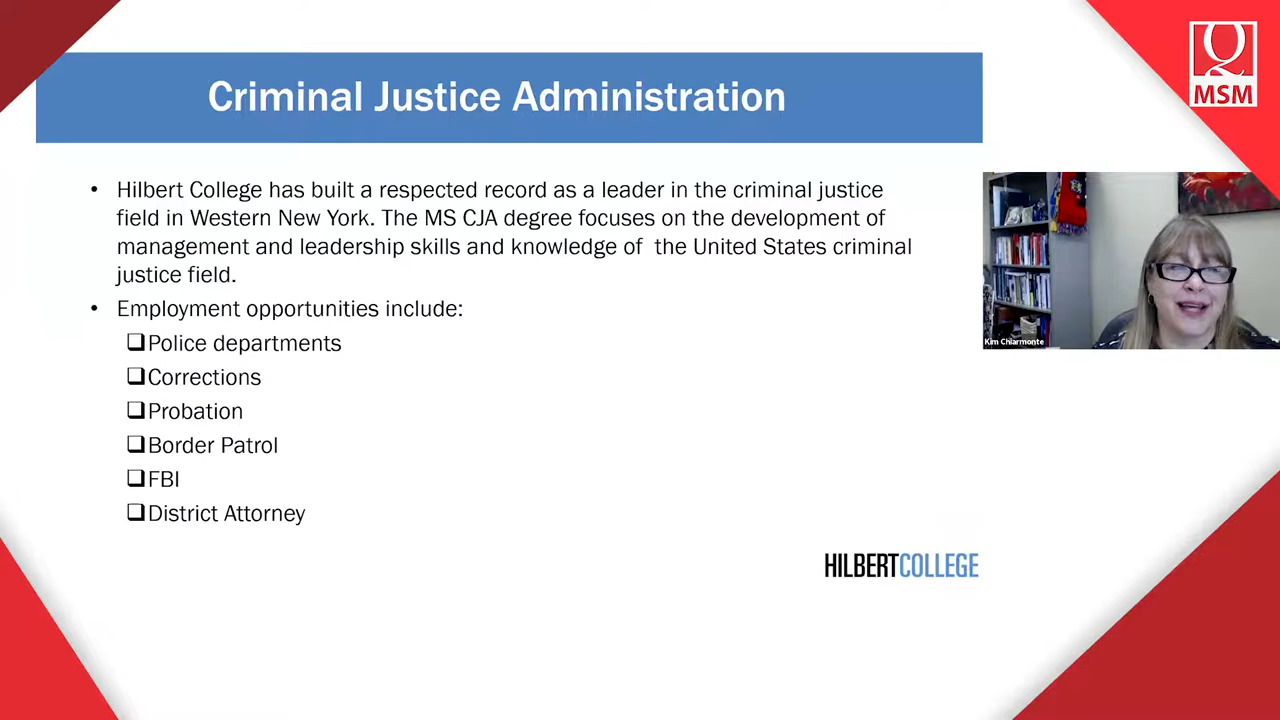 Criminal Justice Administration
• Hilbert College has built a respected record as a leader in the criminal justice
field in Western New York. The MS CJA degree focuses on the development of
management and leadership skills and knowledge of the United States criminal
justice field.
• Employment opportunities include:
❑Police departments
❑Corrections
❑Probation
❑Border Patrol
❑FBI
❑District Attorney
HILBERTCOLLEGE
Q
MSM
Kim Chiarmonte